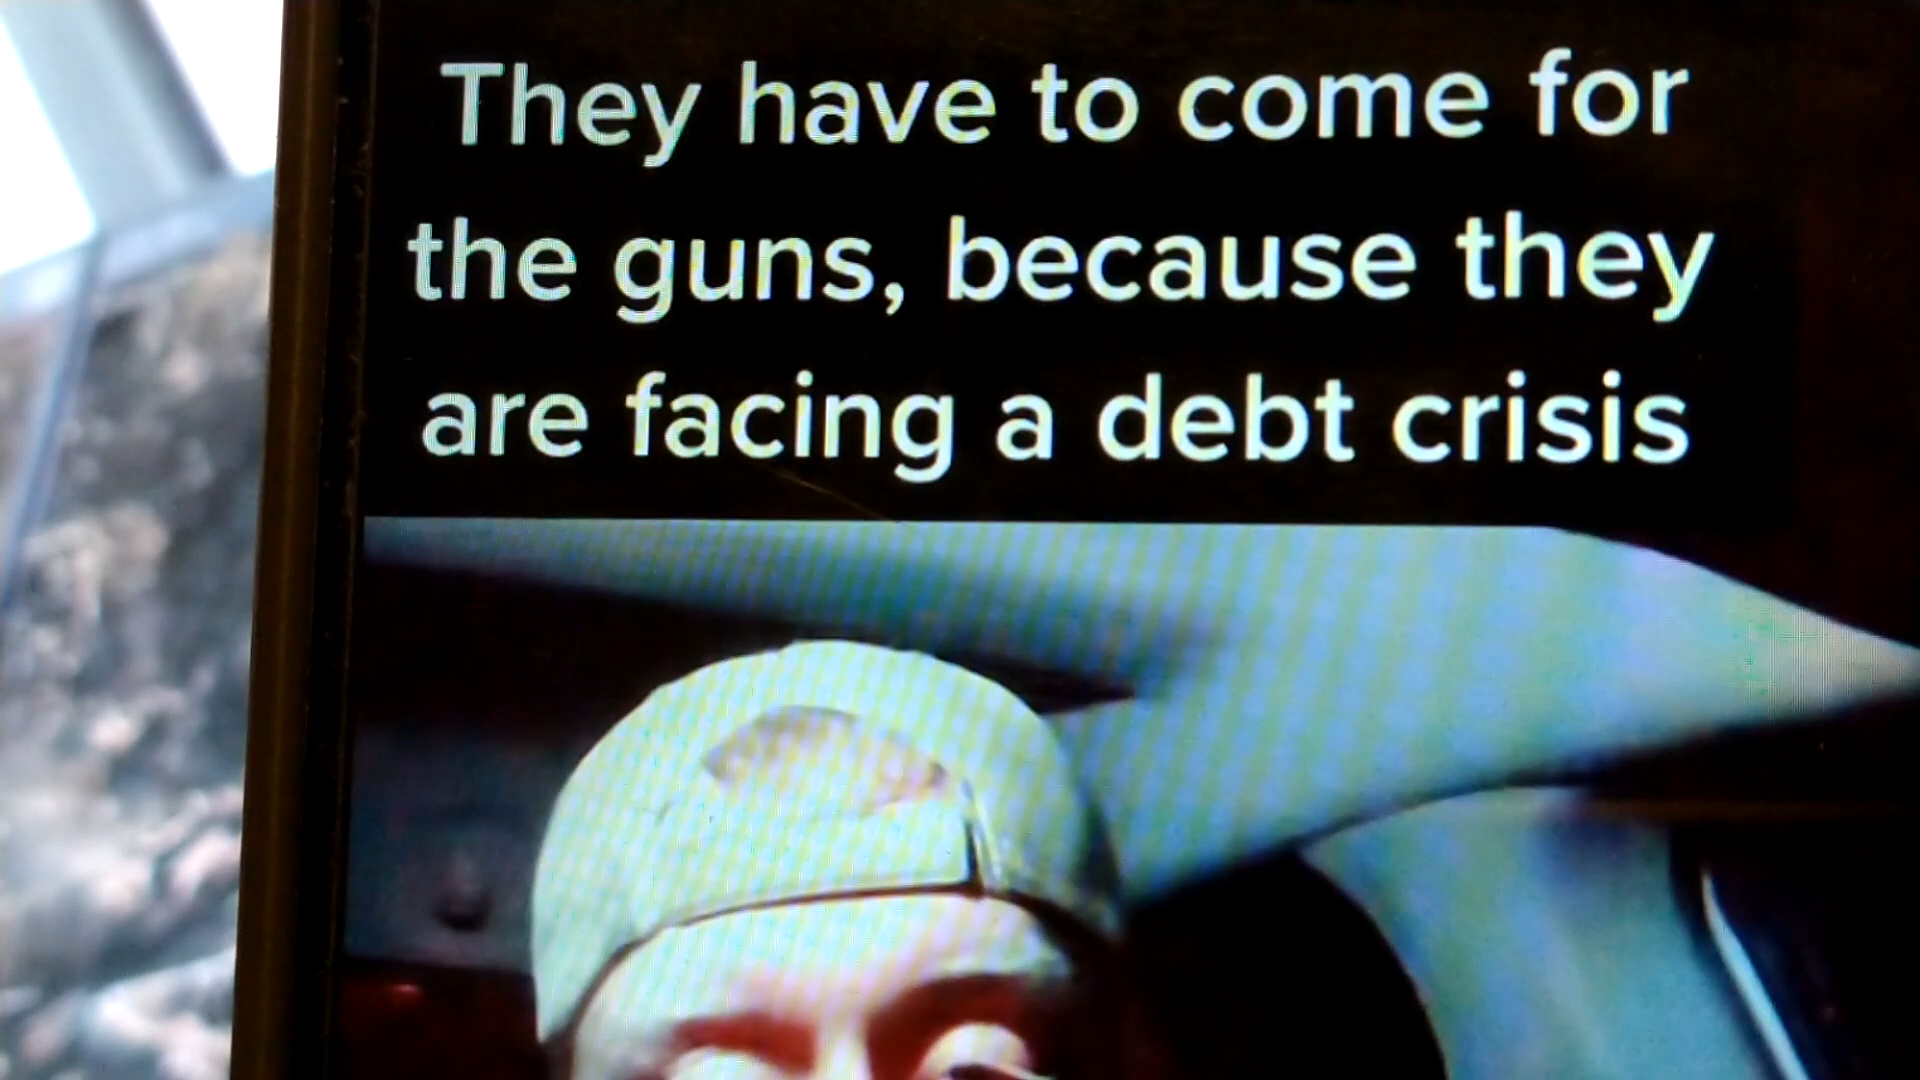 They have to come for
the guns, because they
are facing a debt crisis